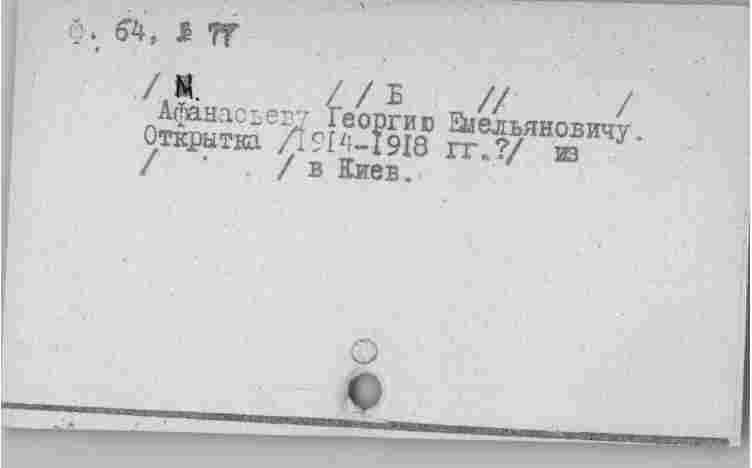 Ф. 64, № 77
/ М. / / Б // /
Афанасьеву Георгию Емельяновичу.
Открытка /1914-1918 гг.?/ из
/ / в Киев.